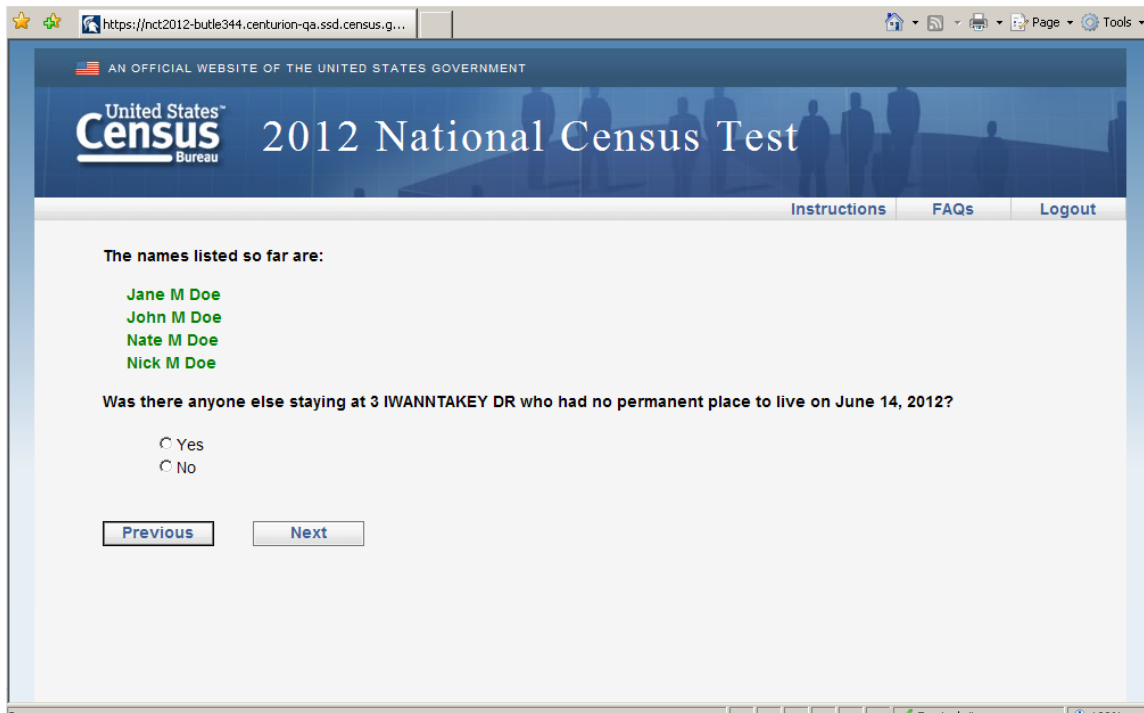 https://nct2012-butle344.centurion-qa.ssd.census.g...
Page
Tools
AN OFFICIAL WEBSITE OF THE UNITED STATES GOVERNMENT
United States™
Census
Bureau
2012 National Census Test
Instructions
FAQs
Logout
The names listed so far are:
Jane M Doe
John M Doe
Nate M Doe
Nick M Doe
Was there anyone else staying at 3 IWANNTAKEY DR who had no permanent place to live on June 14, 2012?
Yes
No
Previous
Next